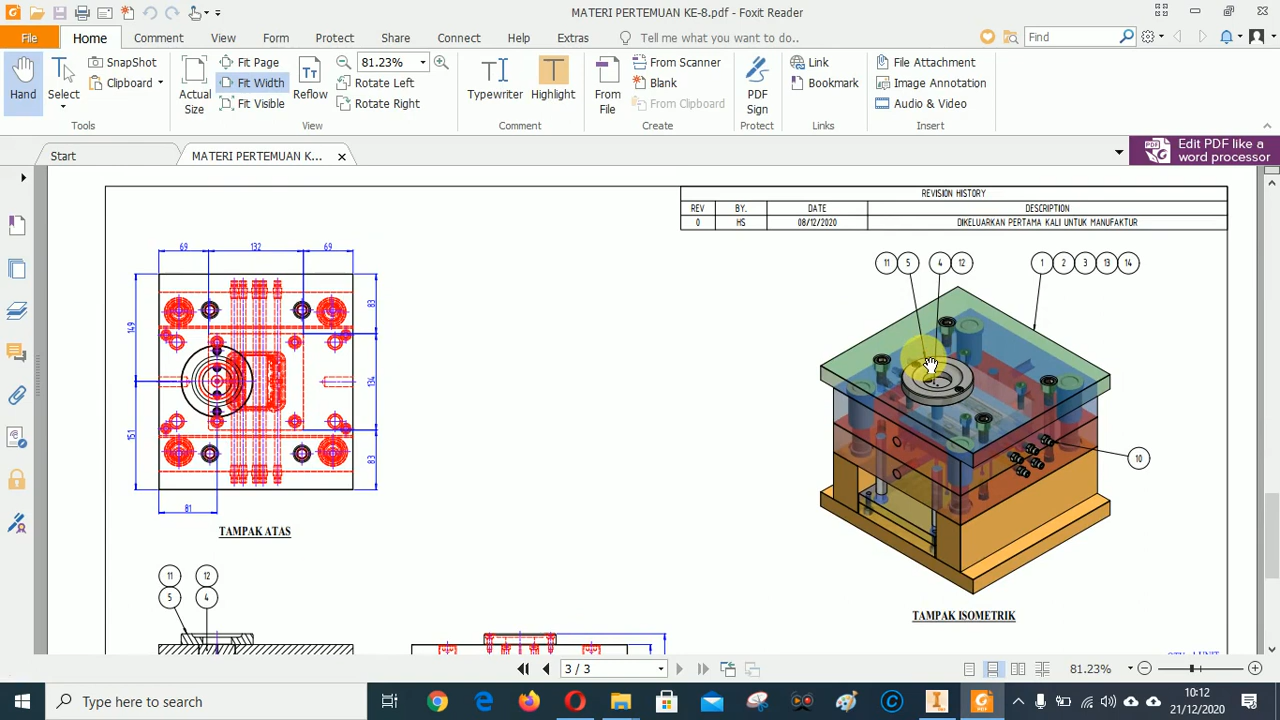 MATERI PERTEMUAN KE-8.pdf - Foxit Reader
File Home Comment View Form Protect Share Connect Help Extras Tell me what you want to do.. Find
Hand
Select
SnapShot
Clipboard
Tools
Actual Size
Fit Page
Fit Width
Fit Visible
Reflow
81.23%
Rotate Left
Rotate Right
View
Typewriter
Highlight
Comment
From File
From Scanner
Blank
From Clipboard
Create
PDF Sign
Protect
Link
Bookmark
Links
File Attachment
Image Annotation
Audio & Video
Insert
Start
MATERI PERTEMUAN K...
Edit PDF like a
word processor
REVISION HISTORY
REV BY. DATE DESCRIPTION
0 HS 08/12/2020 DIKELUARKAN PERTAMA KALI UNTUK MANUFAKTUR
69 132 69
149
151
83
134
83
81
TAMPAK ATAS
11 5 4 12 1 2 3 13 14
10
TAMPAK ISOMETRIK
11 12
5 4
3 / 3
81.23%
Type here to search
10:12
21/12/2020